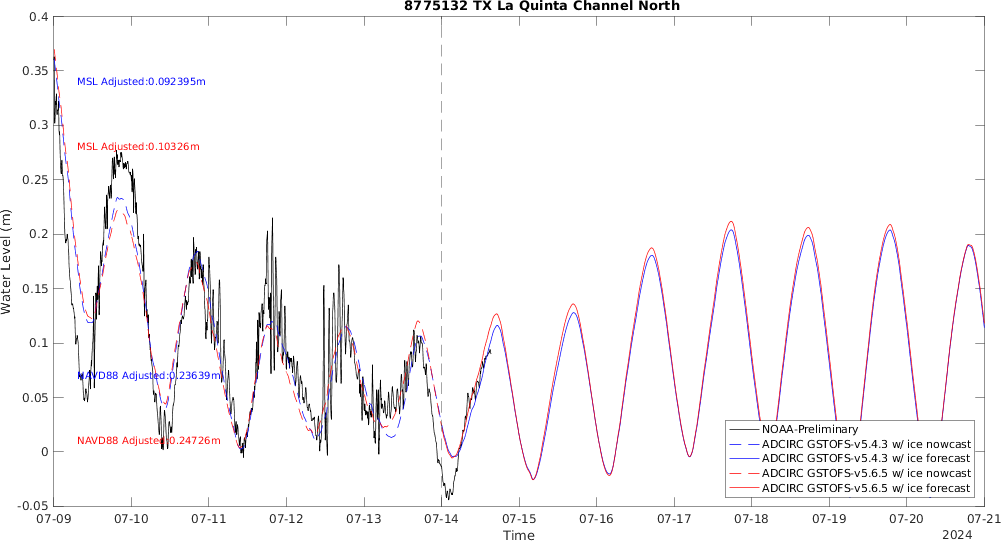 8775132 TX La Quinta Channel North
0.4
0.35
0.3
0.25
0.2
0.15
0.1
0.05
0
-0.05
Water Level (m)
MSL Adjusted:0.092395m
MSL Adjusted:0.10326m
NAVD88 Adjusted:0.23639m
NAVD88 Adjusted:0.24726m
NOAA-Preliminary
ADCIRC GSTOFS-v5.4.3 w/ ice nowcast
ADCIRC GSTOFS-v5.4.3 w/ ice forecast
ADCIRC GSTOFS-v5.6.5 w/ ice nowcast
ADCIRC GSTOFS-v5.6.5 w/ ice forecast
07-09 07-10 07-11 07-12 07-13 07-14 07-15 07-16 07-17 07-18 07-19 07-20 07-21
Time
2024